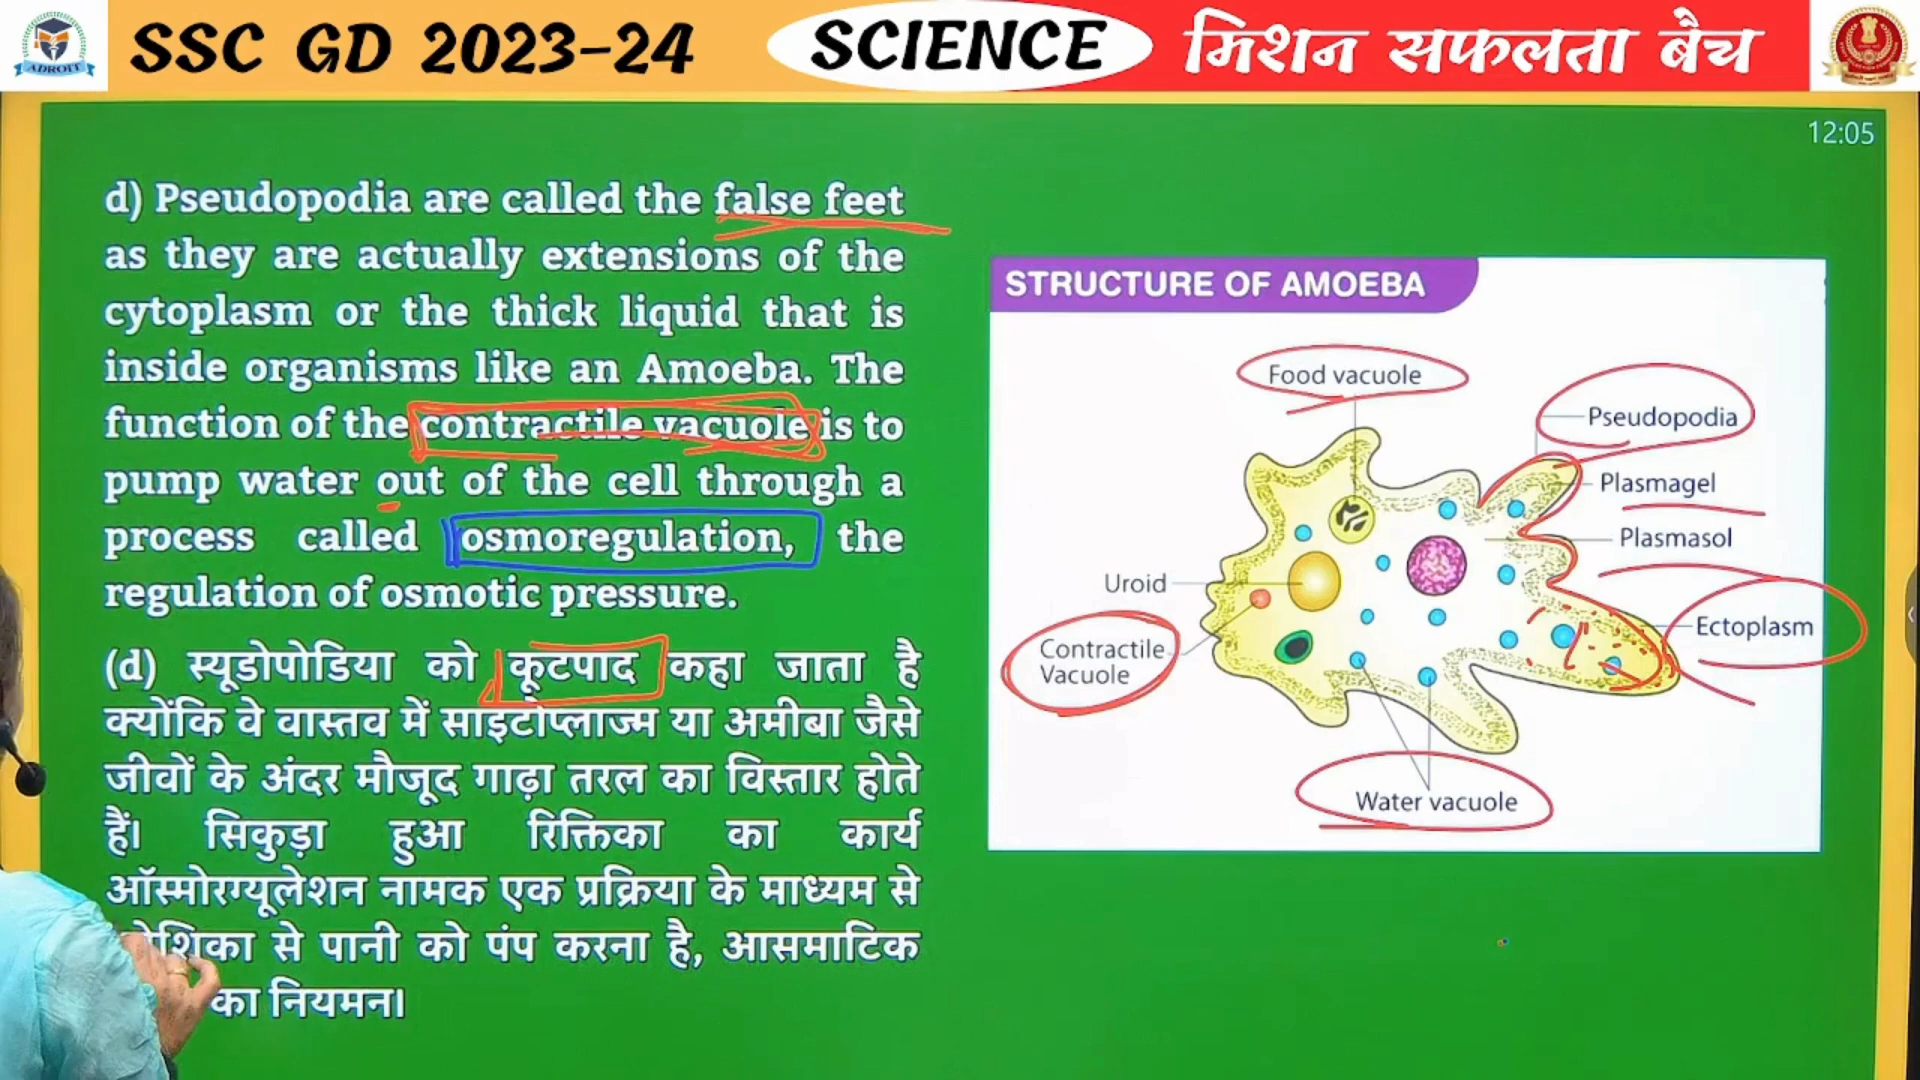 ADROIT
SSC GD 2023-24
SCIENCE
मिशन सफलता बैच
12:05
d) Pseudopodia are called the false feet
as they are actually extensions of the
cytoplasm or the thick liquid that is
inside organisms like an Amoeba. The
function of the contractile vacuole is to
pump water out of the cell through a
process called osmoregulation, the
regulation of osmotic pressure.
(d) स्यूडोपोडिया को कूटपाद कहा जाता है
क्योंकि वे वास्तव में साइटोप्लाज्म या अमीबा जैसे
जीवों के अंदर मौजूद गाढ़ा तरल का विस्तार होते
हैं। सिकुड़ा हुआ रिक्तिका का कार्य
ऑस्मोरग्यूलेशन नामक एक प्रक्रिया के माध्यम से
से पानी को पंप करना है, आसमाटिक
का नियमन।
STRUCTURE OF AMOEBA
Food vacuole
Pseudopodia
Plasmagel
Plasmasol
Uroid
Ectoplasm
Contractile
Vacuole
Water vacuole